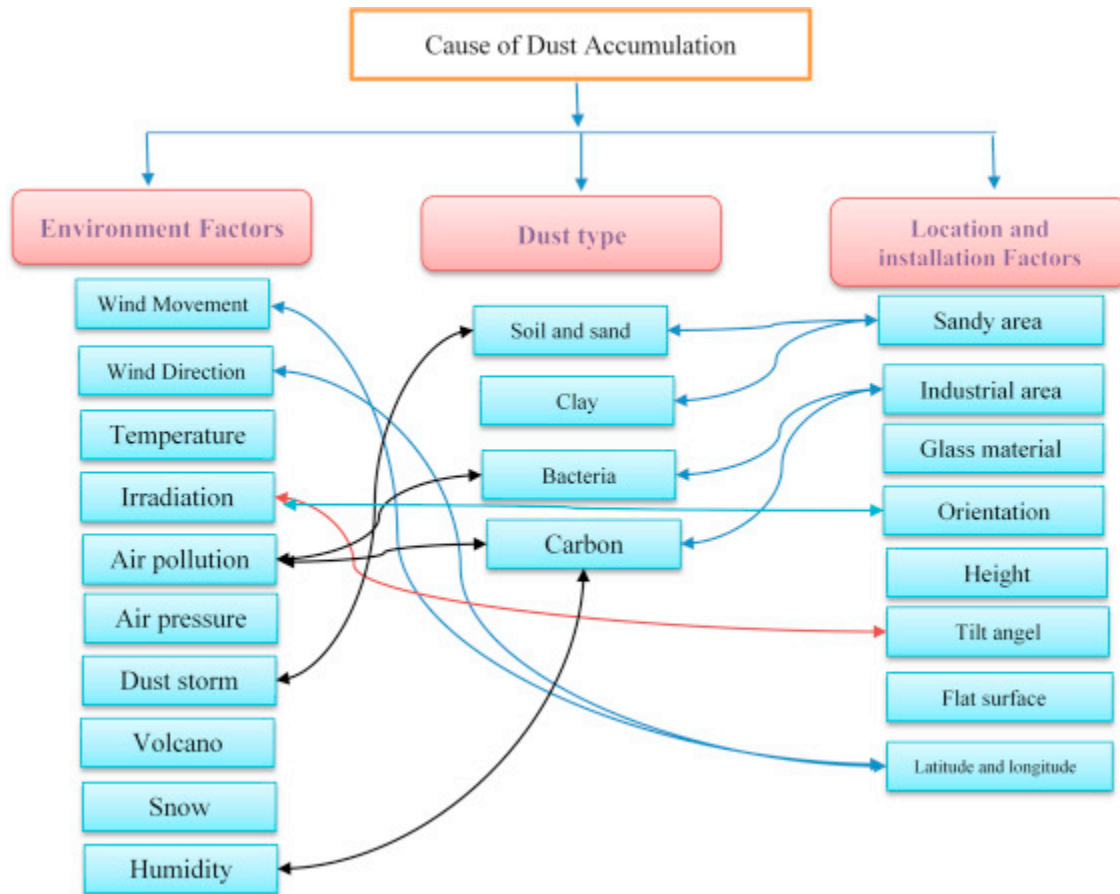 Cause of Dust Accumulation
Environment Factors
Wind Movement
Wind Direction
Temperature
Irradiation
Air pollution
Air pressure
Dust storm
Volcano
Snow
Humidity
Dust type
Soil and sand
Clay
Bacteria
Carbon
Location and
installation Factors
Sandy area
Industrial area
Glass material
Orientation
Height
Tilt angel
Flat surface
Latitude and longitude